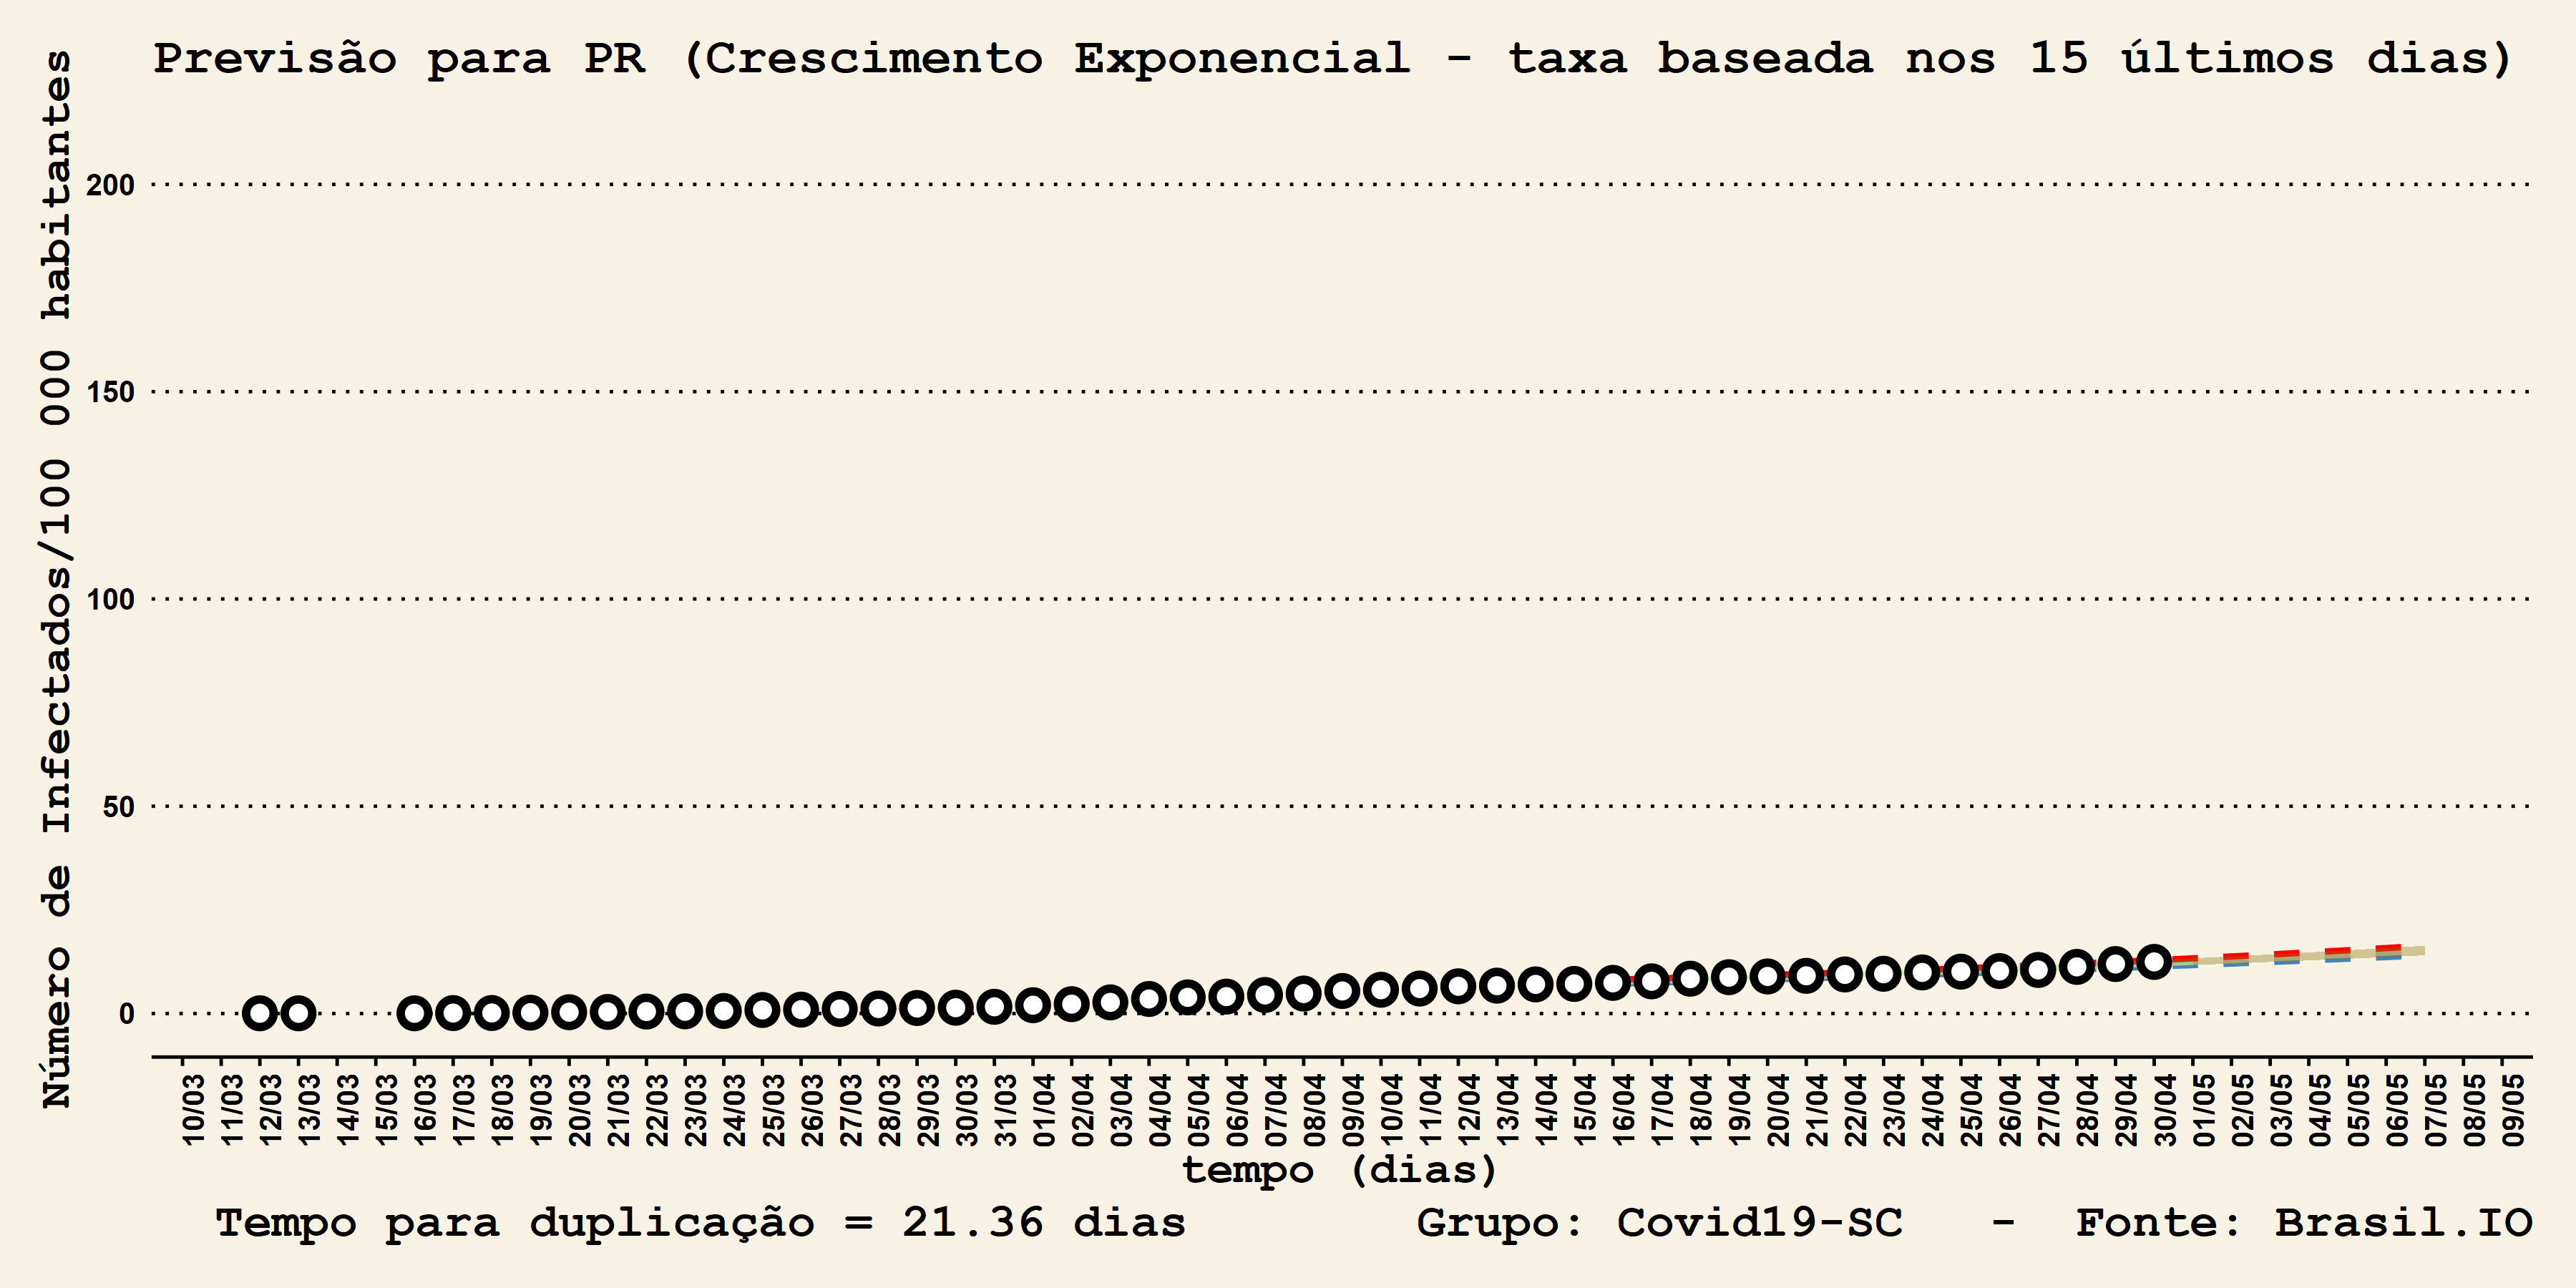 Previsão para PR (Crescimento Exponencial - taxa baseada nos 15 últimos dias)
Número de Infectados/100 000 habitantes
200
150
100
50
0
10/03 11/03 12/03 13/03 14/03 15/03 16/03 17/03 18/03 19/03 20/03 21/03 22/03 23/03 24/03 25/03 26/03 27/03 28/03 29/03 30/03 31/03 01/04 02/04 03/04 04/04 05/04 06/04 07/04 08/04 09/04 10/04 11/04 12/04 13/04 14/04 15/04 16/04 17/04 18/04 19/04 20/04 21/04 22/04 23/04 24/04 25/04 26/04 27/04 28/04 29/04 30/04 01/05 02/05 03/05 04/05 05/05 06/05 07/05 08/05 09/05
tempo (dias)
Tempo para duplicação = 21.36 dias Grupo: Covid19-SC - Fonte: Brasil.IO